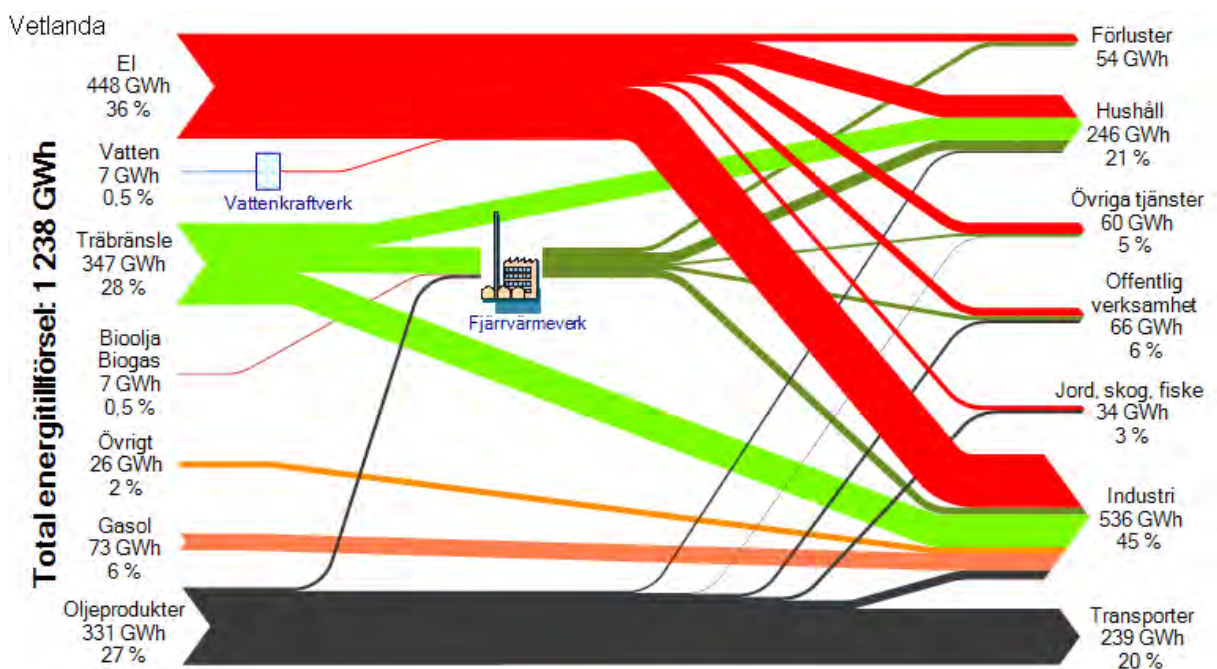 Vetlanda
Total energitillförsel: 1 238 GWh
El
448 GWh
36 %
Vatten
7 GWh
0,5 %
Vattenkraftverk
Träbränsle
347 GWh
28 %
Fjärrvärmeverk
Bioolja
Biogas
7 GWh
0,5 %
Övrigt
26 GWh
2 %
Gasol
73 GWh
6 %
Oljeprodukter
331 GWh
27 %
Förluster
54 GWh
Hushåll
246 GWh
21 %
Övriga tjänster
60 GWh
5 %
Offentlig
verksamhet
66 GWh
6 %
Jord, skog, fiske
34 GWh
3 %
Industri
536 GWh
45 %
Transporter
239 GWh
20 %